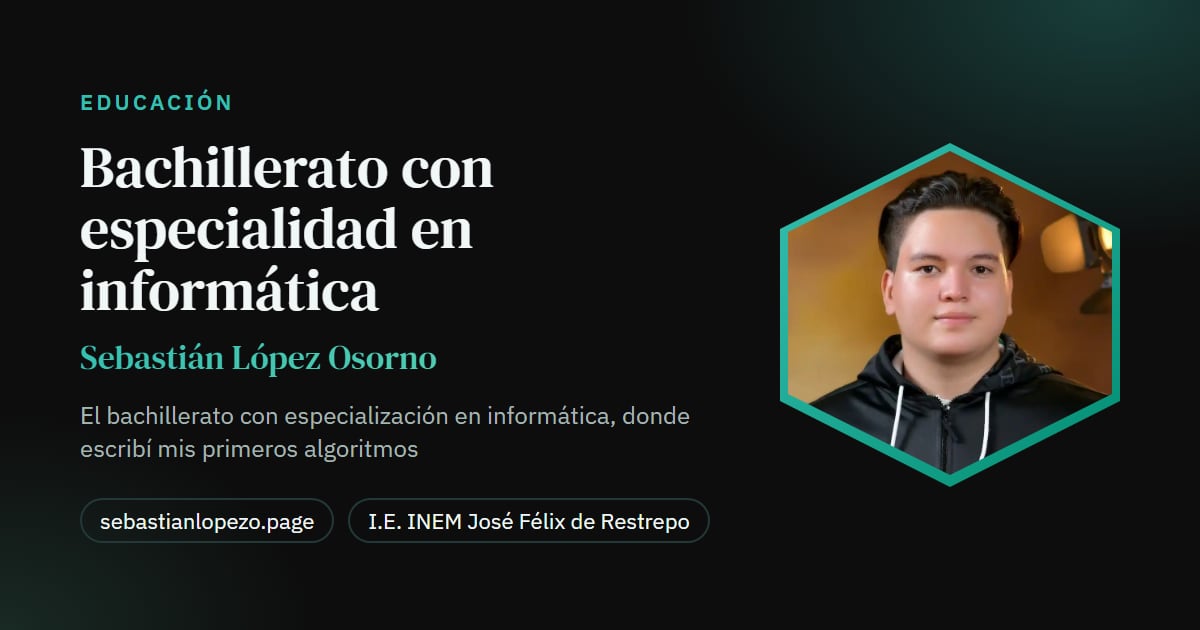 EDUCACIÓN
Bachillerato con
especialidad en
informática
Sebastián López Osorno
El bachillerato con especialización en informática, donde
escribí mis primeros algoritmos
sebastianlopezo.page
I.E. INEM José Félix de Restrepo